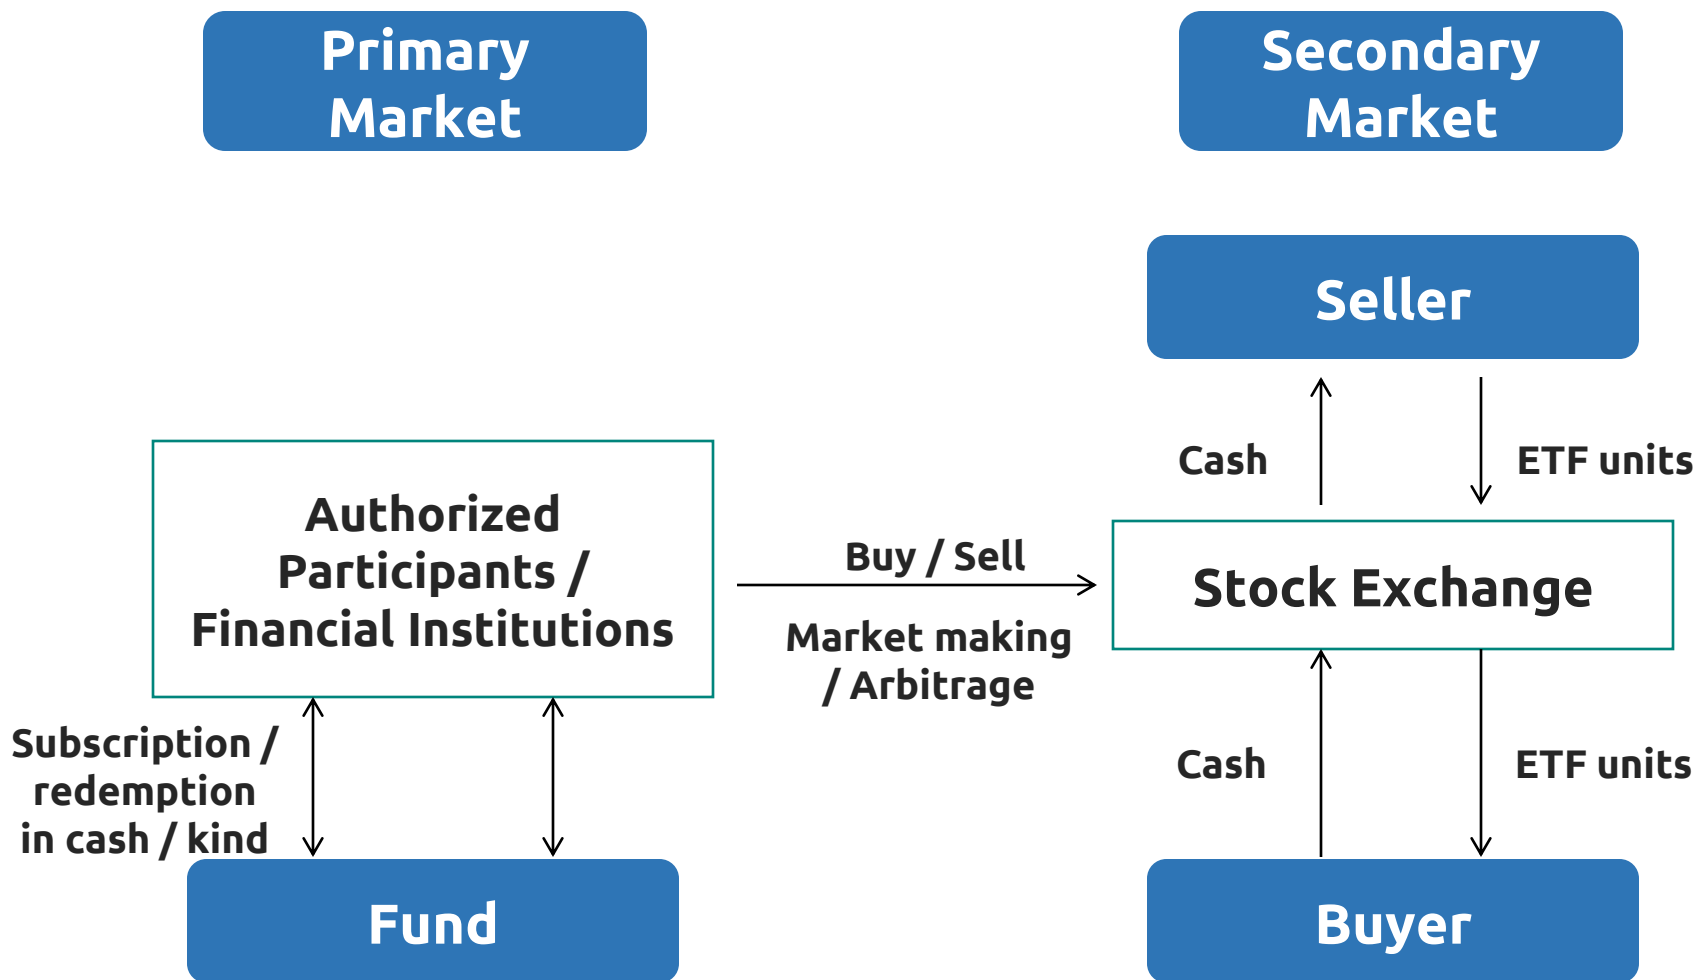 Primary
Market
Secondary
Market
Seller
Cash
ETF units
Authorized
Participants /
Financial Institutions
Buy / Sell
Market making
/ Arbitrage
Stock Exchange
Subscription /
redemption
in cash / kind
Cash
ETF units
Fund
Buyer